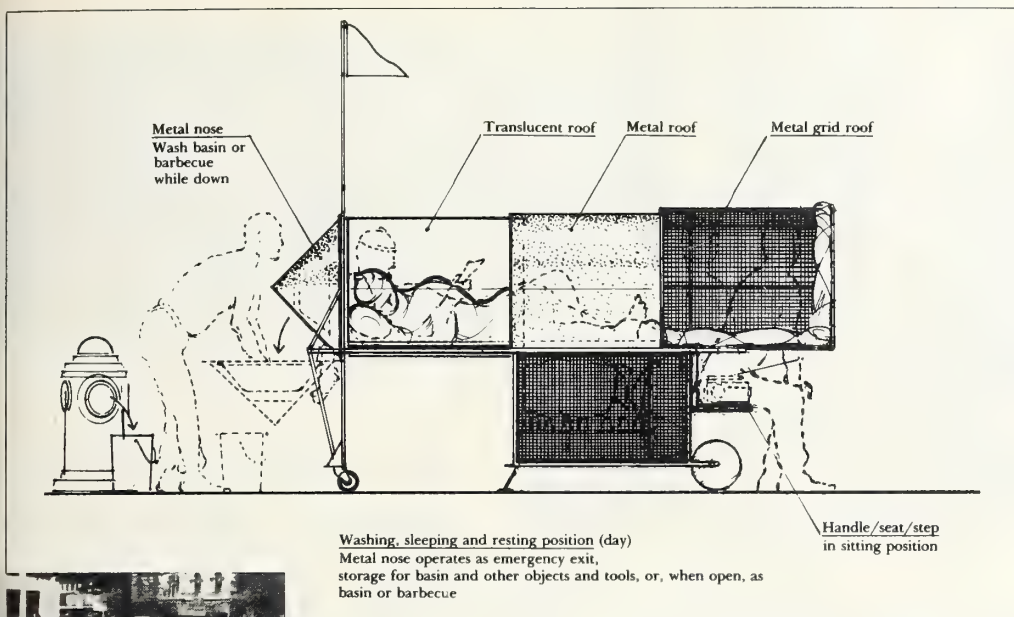 Metal nose
Wash basin or
barbecue
while down
Translucent roof
Metal roof
Metal grid roof
Handle/seat/step
in sitting position
Washing, sleeping and resting position (day)
Metal nose operates as emergency exit,
storage for basin and other objects and tools, or, when open, as
basin or barbecue